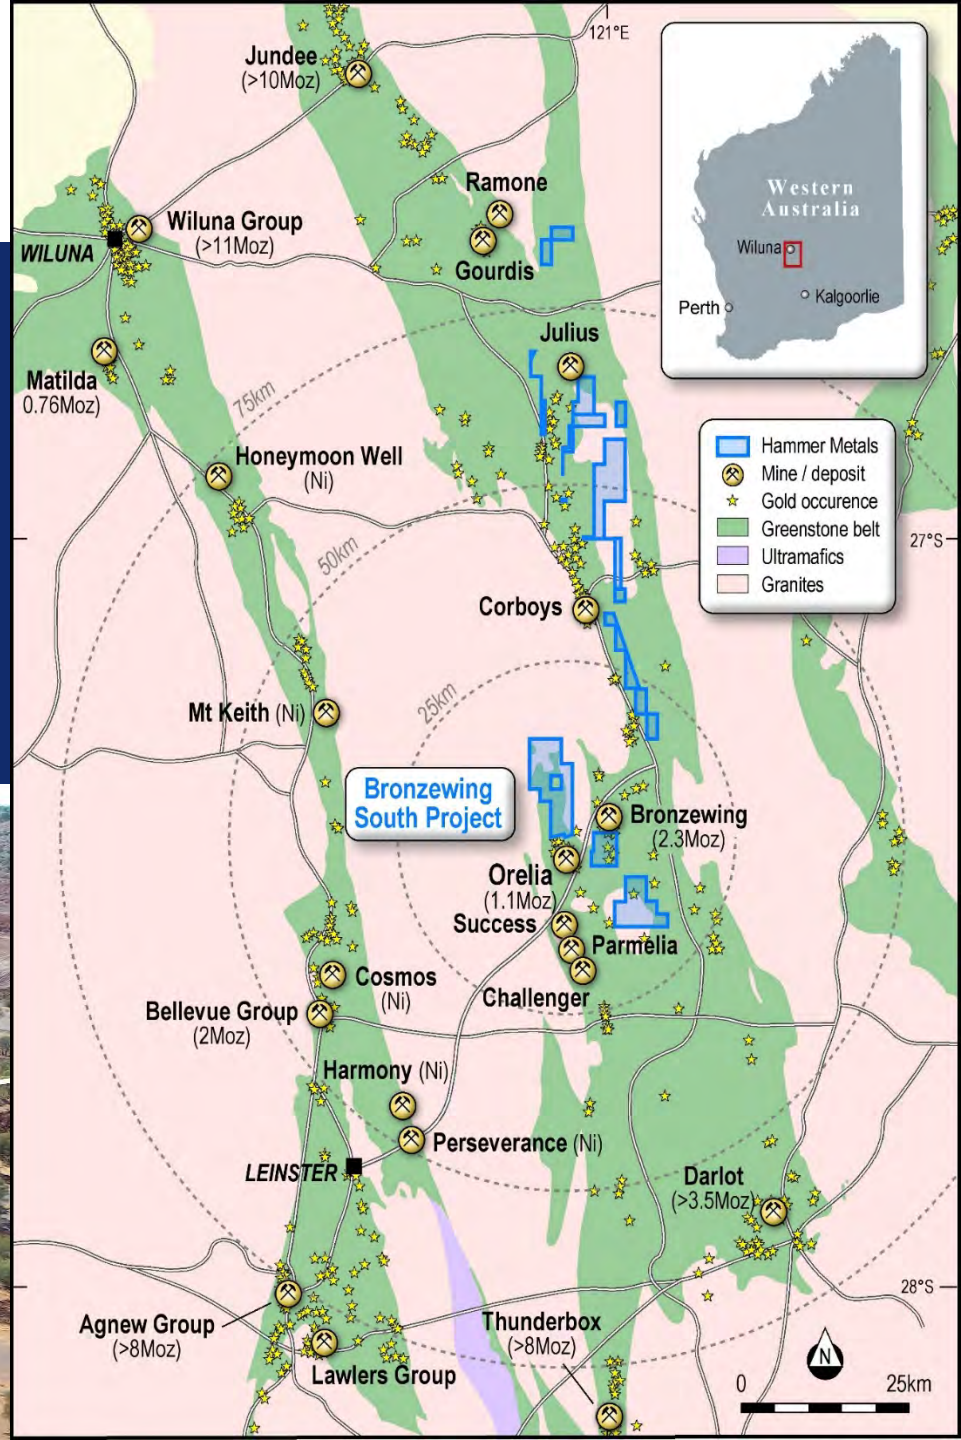 121°E
Jundee
(>10Moz)
Ramone
Wiluna Group
(>11Moz)
WILUNA
Gourdis
Western
Australia
Wiluna
Kalgoorlie
Perth
Julius
Matilda
0.76Moz)
75km
Hammer Metals
Mine / deposit
Gold occurence
Greenstone belt
Ultramafics
Granites
Honeymoon Well
(Ni)
27°S
50km
Corboys
25km
Mt Keith (Ni)
Bronzewing
South Project
Bronzewing
(2.3Moz)
Orelia
(1.1Moz)
Success
Parmelia
Cosmos
(Ni)
Challenger
Bellevue Group
(2Moz)
Harmony (Ni)
Perseverance (Ni)
LEINSTER
Darlot
(>3.5Moz)
28°S
Agnew Group
(>8Moz)
Thunderbox
(>8Moz)
Lawlers Group
N
0 25km